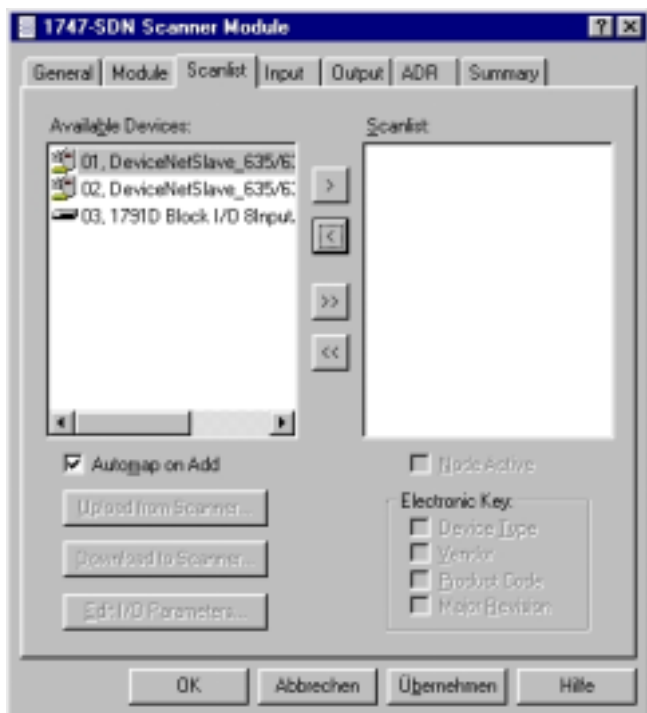 1747-SDN Scanner Module
General Module Scanlist Input Output ADR Summary
Available Devices:
Scanlist
01, DeviceNetSlave_635/63
02, DeviceNetSlave_635/63
03, 1791D Block I/O 8Input,
>
<
>>
<<
Automap on Add
Node Active
Upload from Scanner...
Download to Scanner...
Edit I/O Parameters...
Electronic Key:
Device Type
Vendor
Product Code
Major Revision
OK Abbrechen Übernehmen Hilfe